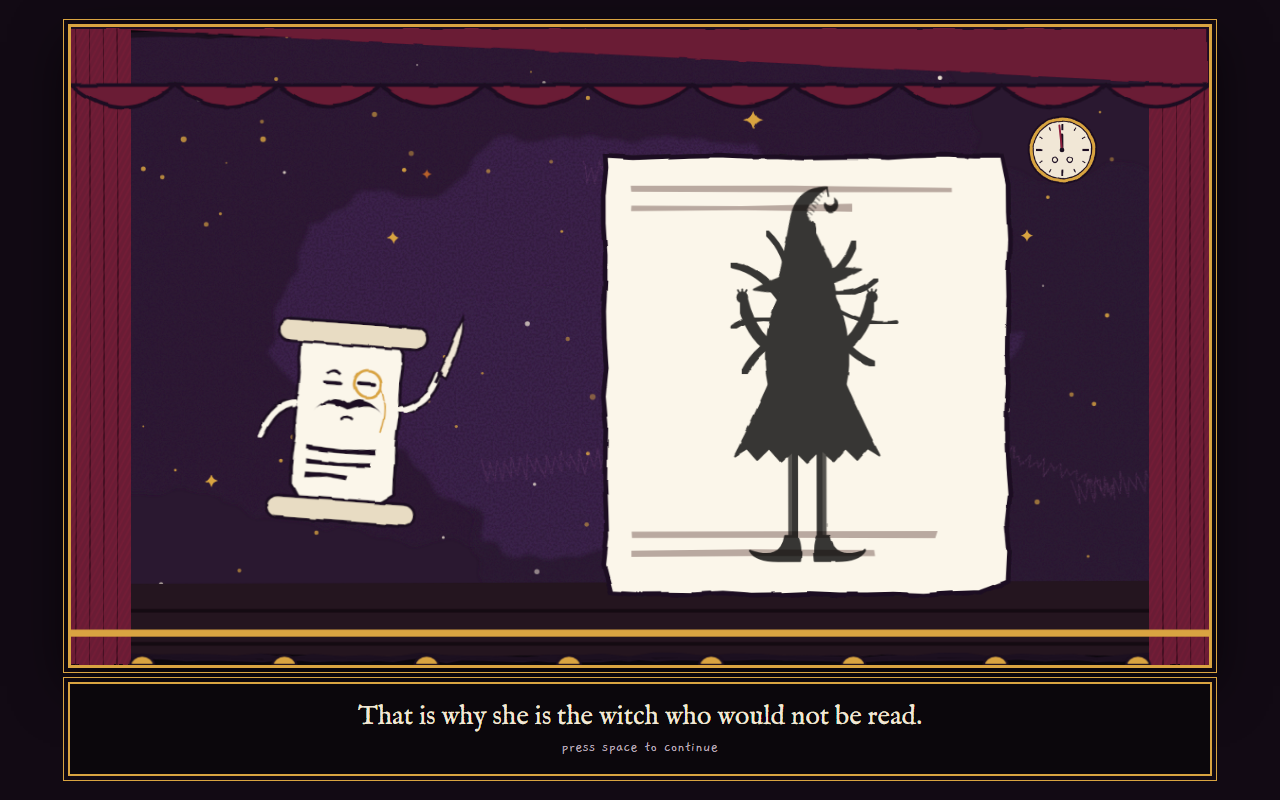 That is why she is the witch who would not be read.
press space to continue